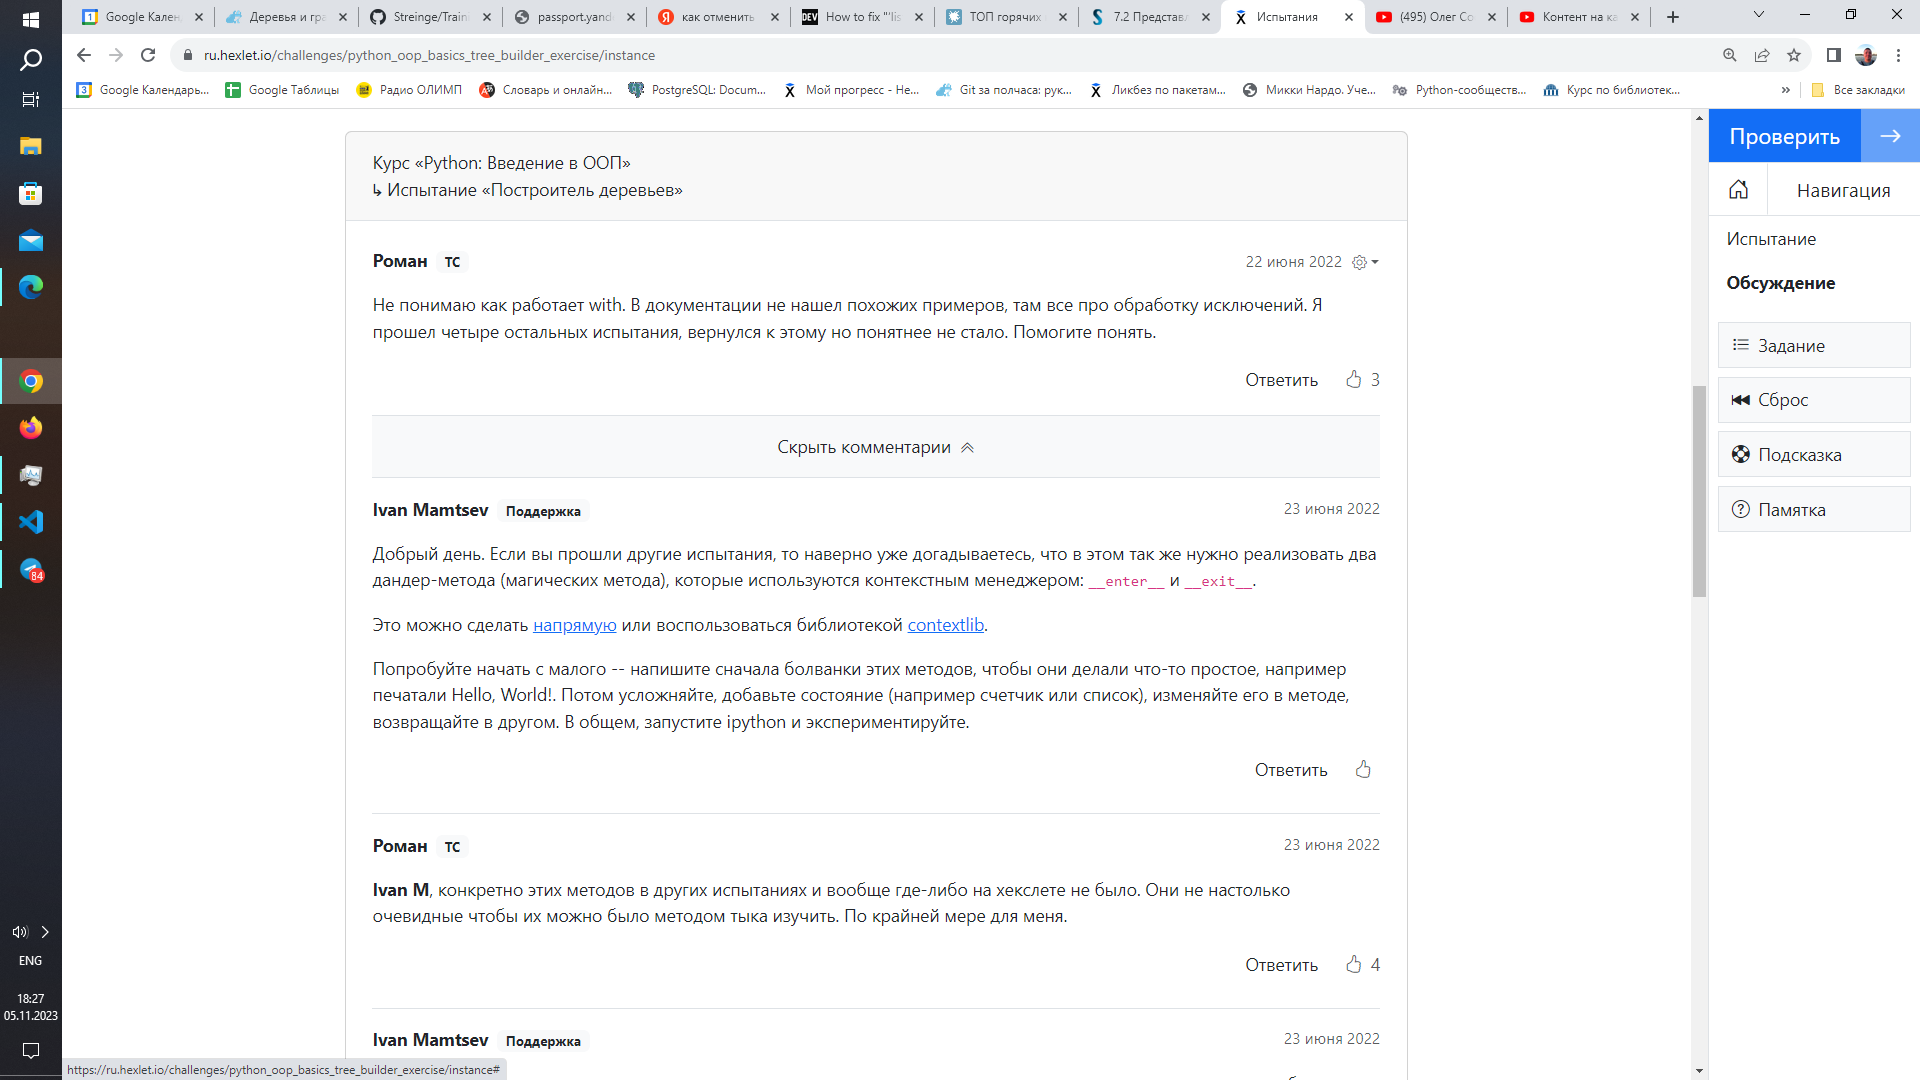 Google Кален
Деревья и гра
Streinge/Traini
passport.yand
как отменить
How to fix "'lis
ТОП горячих
7.2 Представл
Испытания
(495) Олег Со
Контент на ка
ru.hexlet.io/challenges/python_oop_basics_tree_builder_exercise/instance
Google Календарь...
Google Таблицы
Радио ОЛИМП
Словарь и онлайн...
PostgreSQL: Docum...
Мой прогресс - Не...
Git за полчаса: рук...
Ликбез по пакетам...
Микки Нардо. Уче...
Python-сообществ...
Курс по библиотек...
»
Все закладки
Курс «Python: Введение в ООП»
↳ Испытание «Построитель деревьев»
Роман ТС
22 июня 2022
Не понимаю как работает with. В документации не нашел похожих примеров, там все про обработку исключений. Я
прошел четыре остальных испытания, вернулся к этому но понятнее не стало. Помогите понять.
Ответить 3
Скрыть комментарии
Ivan Mamtsev Поддержка
23 июня 2022
Добрый день. Если вы прошли другие испытания, то наверно уже догадываетесь, что в этом так же нужно реализовать два
дандер-метода (магических метода), которые используются контекстным менеджером: __enter__ и __exit__.
Это можно сделать напрямую или воспользоваться библиотекой contextlib.
Попробуйте начать с малого -- напишите сначала болванки этих методов, чтобы они делали что-то простое, например
печатали Hello, World!. Потом усложняйте, добавьте состояние (например счетчик или список), изменяйте его в методе,
возвращайте в другом. В общем, запустите ipython и экспериментируйте.
Ответить
Роман ТС
23 июня 2022
Ivan M, конкретно этих методов в других испытаниях и вообще где-либо на хекслете не было. Они не настолько
очевидные чтобы их можно было методом тыка изучить. По крайней мере для меня.
Ответить 4
Ivan Mamtsev Поддержка
23 июня 2022
Проверить
Навигация
Испытание
Обсуждение
Задание
Сброс
Подсказка
Памятка
84
ENG
18:27
05.11.2023
https://ru.hexlet.io/challenges/python_oop_basics_tree_builder_exercise/instance#